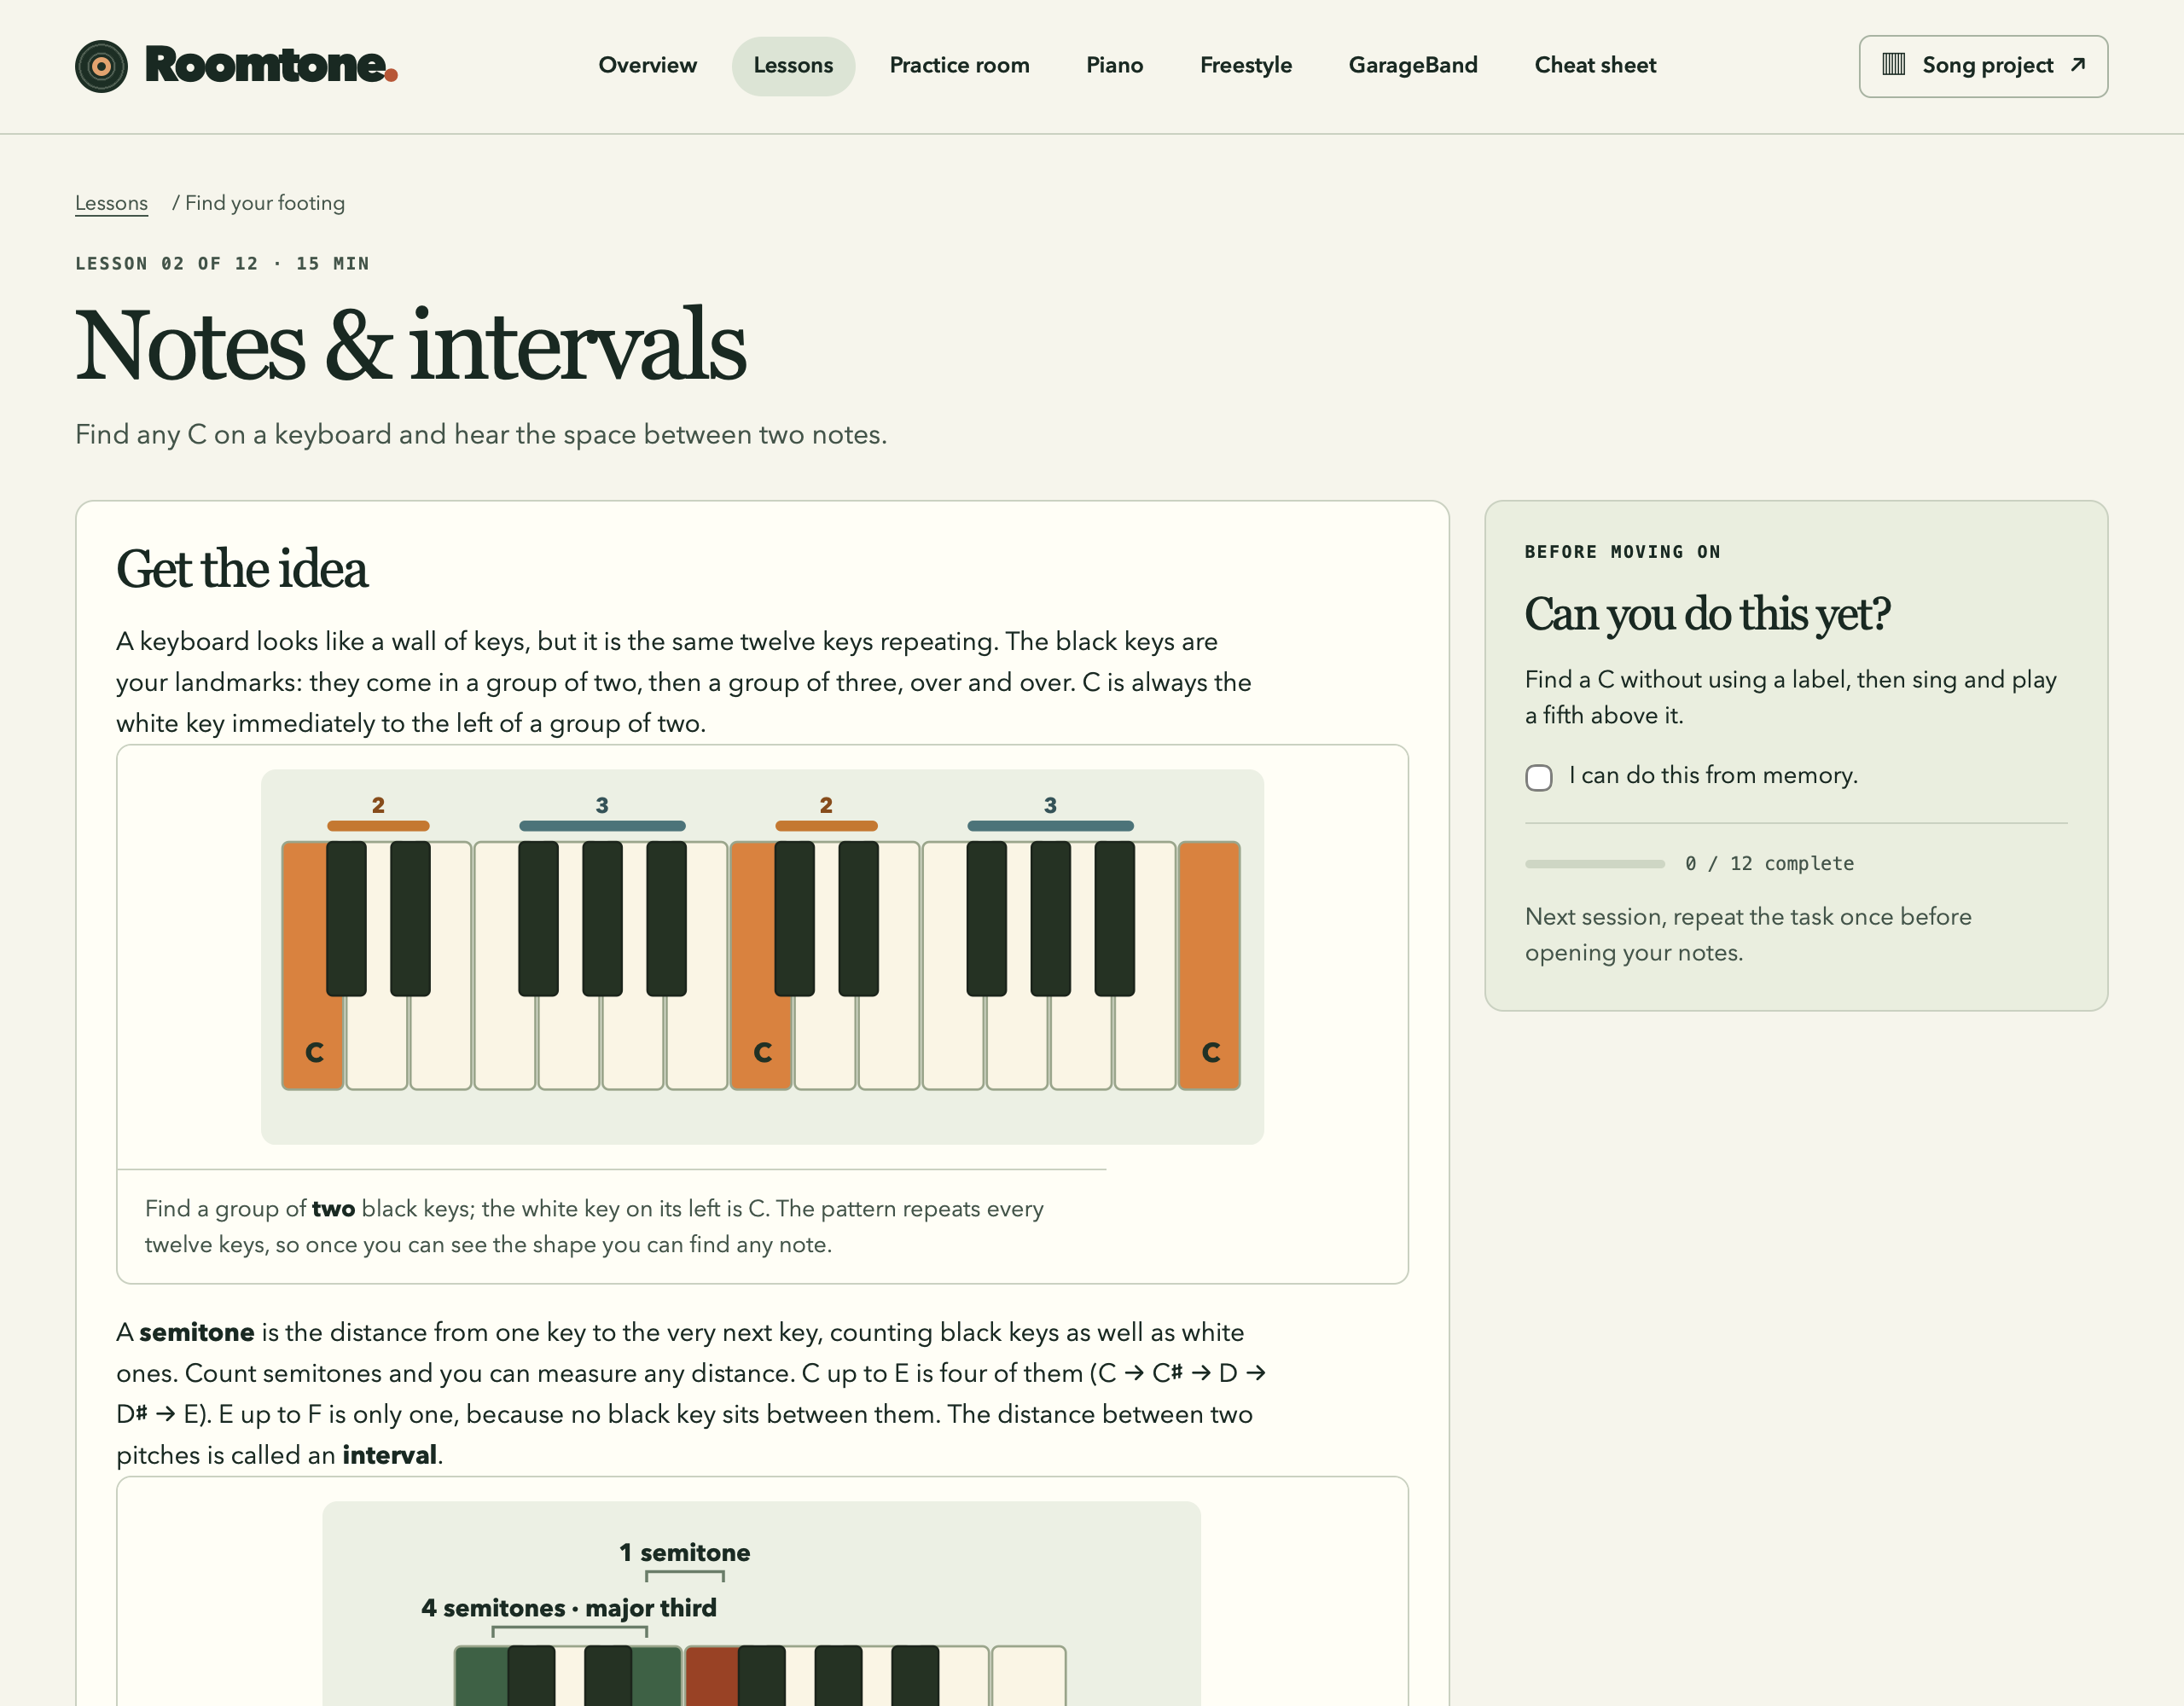 Roomtone.
Overview
Lessons
Practice room
Piano
Freestyle
GarageBand
Cheat sheet
Song project ↗
Lessons / Find your footing
LESSON 02 OF 12 · 15 MIN
Notes & intervals
Find any C on a keyboard and hear the space between two notes.
Get the idea
A keyboard looks like a wall of keys, but it is the same twelve keys repeating. The black keys are
your landmarks: they come in a group of two, then a group of three, over and over. C is always the
white key immediately to the left of a group of two.
2 3 2 3
C C C
Find a group of two black keys; the white key on its left is C. The pattern repeats every
twelve keys, so once you can see the shape you can find any note.
A semitone is the distance from one key to the very next key, counting black keys as well as white
ones. Count semitones and you can measure any distance. C up to E is four of them (C → C# → D →
D# → E). E up to F is only one, because no black key sits between them. The distance between two
pitches is called an interval.
1 semitone
4 semitones · major third
BEFORE MOVING ON
Can you do this yet?
Find a C without using a label, then sing and play
a fifth above it.
I can do this from memory.
0 / 12 complete
Next session, repeat the task once before
opening your notes.